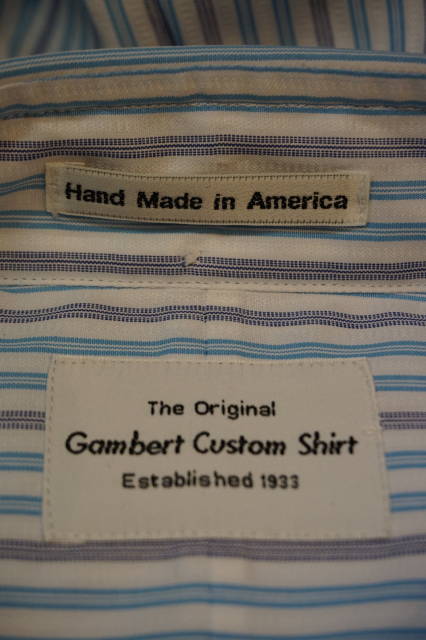 Hand Made in America
The Original
Gambert Custom Shirt
Established 1933